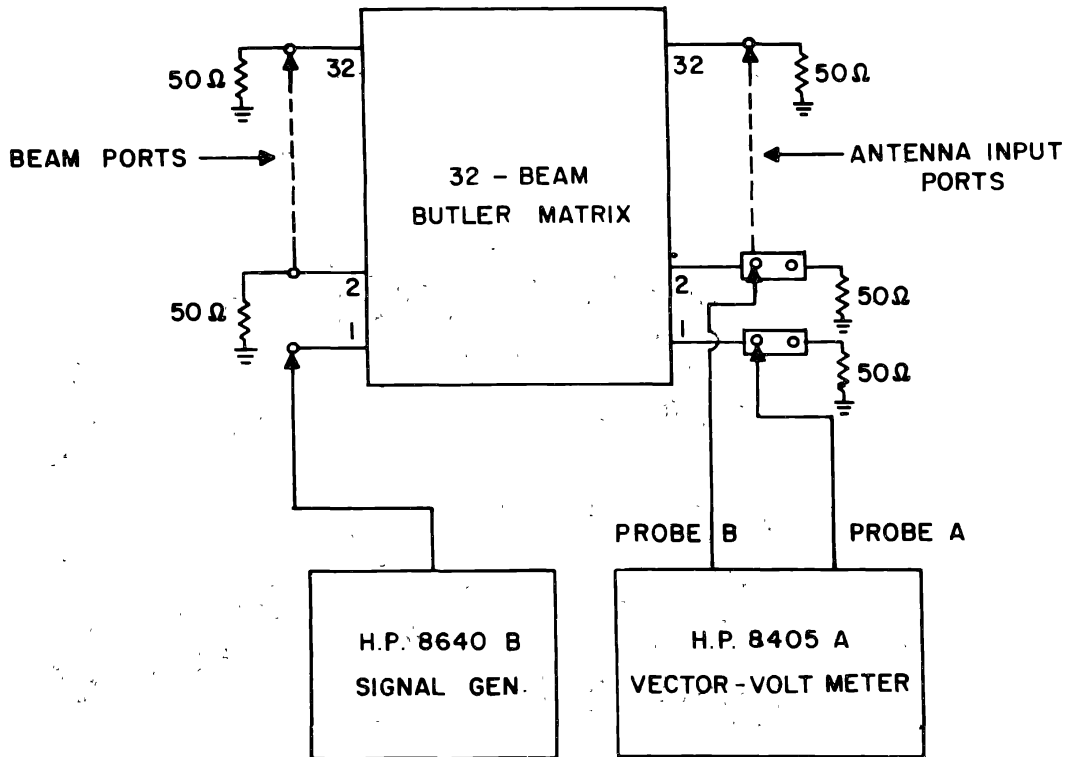 50Ω
32
32
50Ω
BEAM PORTS
32 - BEAM
BUTLER MATRIX
ANTENNA INPUT
PORTS
50Ω
2
1
2
1
50Ω
50Ω
PROBE B
PROBE A
H.P. 8640 B
SIGNAL GEN.
H.P. 8405 A
VECTOR-VOLT METER